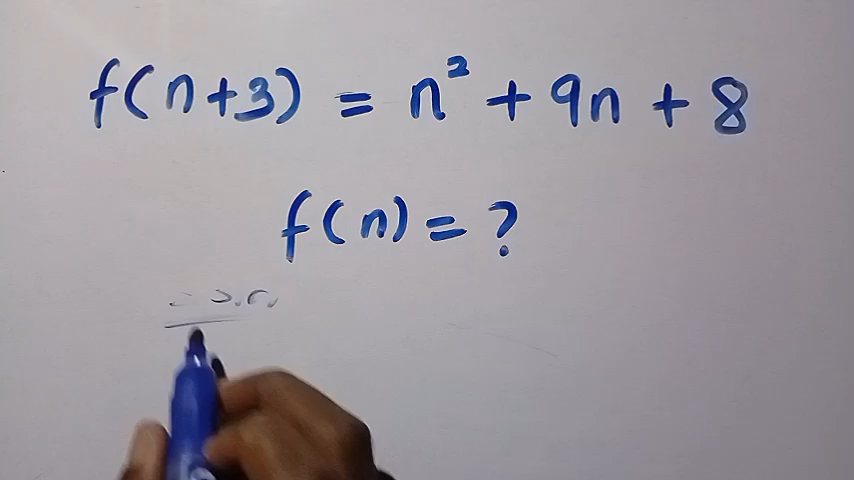 f(n+3) = n² + 9n + 8
f(n) = ?